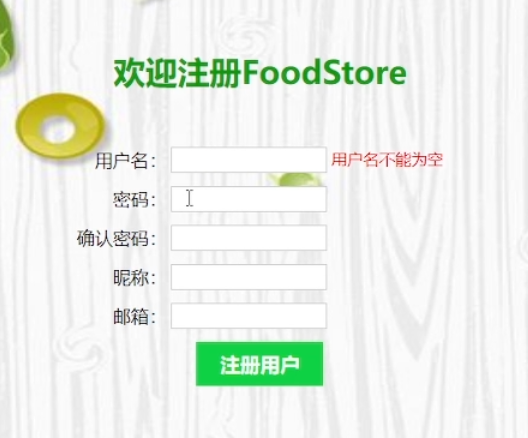 欢迎注册FoodStore
用户名： 用户名不能为空
密码：
确认密码：
昵称：
邮箱：
注册用户